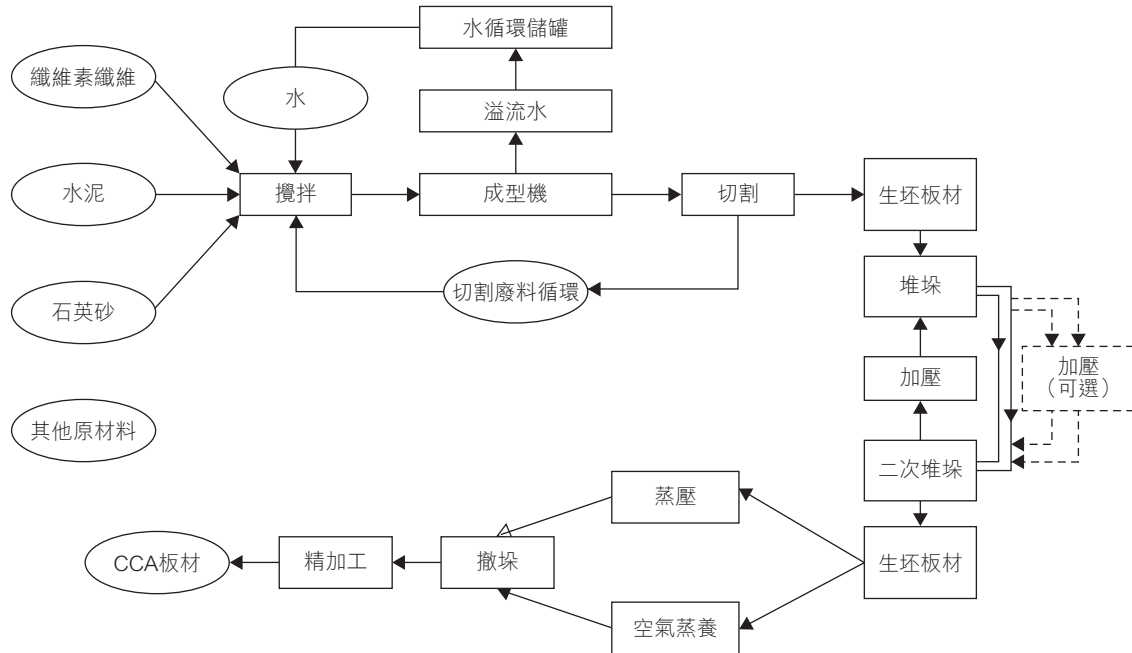 水循環儲罐
纖維素纖維
水
溢流水
水泥
攪拌
成型機
切割
生坯板材
石英砂
切割廢料循環
堆垛
加壓
加壓
（可選）
其他原材料
二次堆垛
蒸壓
CCA板材
精加工
撤垛
生坯板材
空氣蒸養